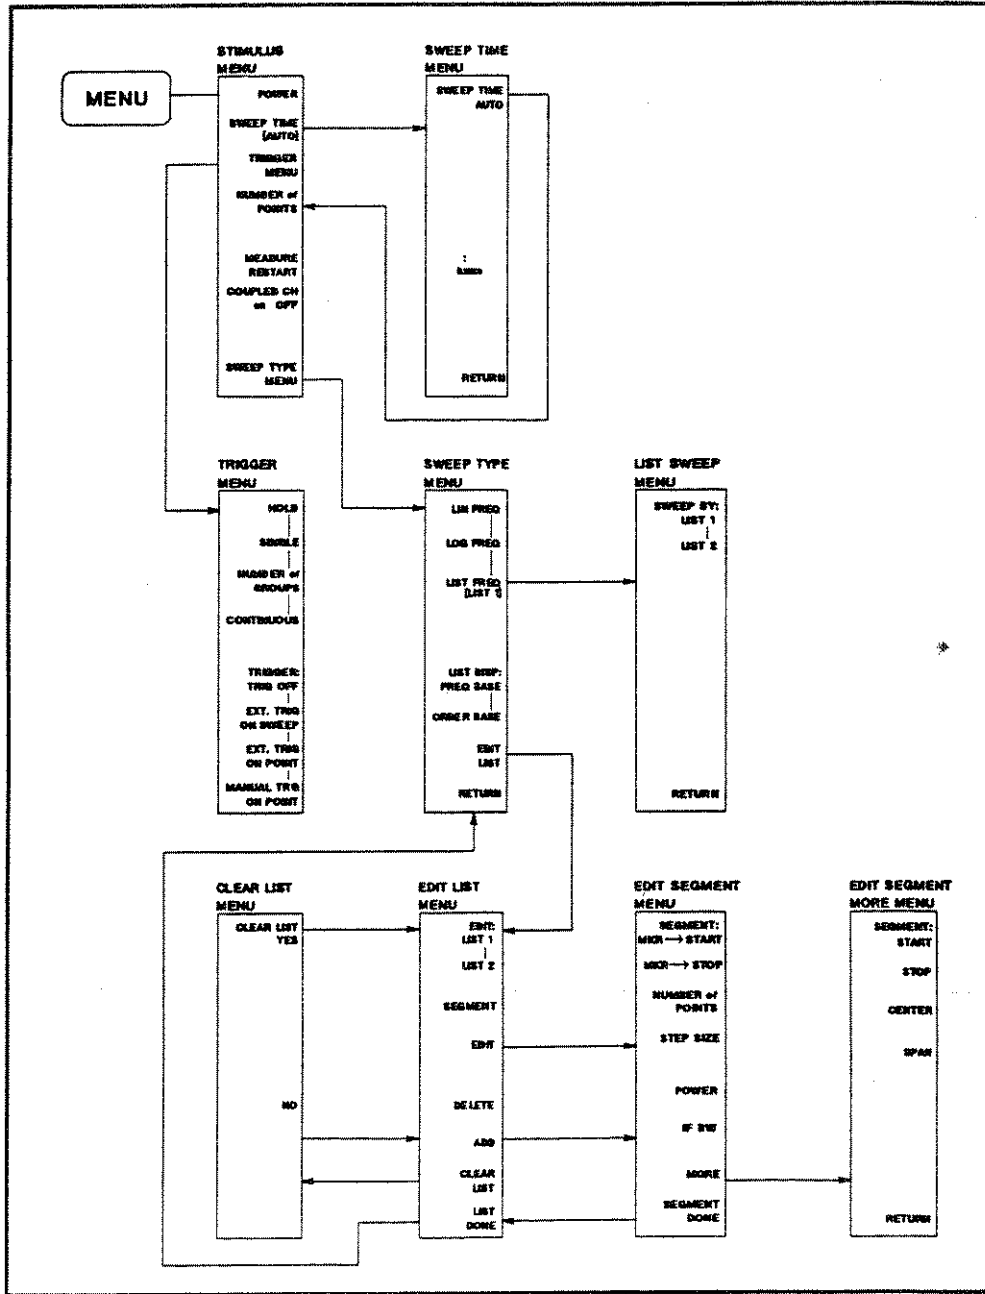 MENU
STIMULUS
MENU
POWER
SWEEP TIME
[AUTO]
TRIGGER
MENU
NUMBER of
POINTS
MEASURE
RESTART
COUPLED CH
on OFF
SWEEP TYPE
MENU
SWEEP TIME
MENU
SWEEP TIME
AUTO
:
RETURN
TRIGGER
MENU
HOLD
SINGLE
NUMBER of
GROUPS
CONTINUOUS
TRIGGER:
TRIG OFF
EXT. TRIG
ON SWEEP
EXT. TRIG
ON POINT
MANUAL TRG
ON POINT
SWEEP TYPE
MENU
LIN FREQ
LOG FREQ
LIST FREQ
[LIST 1]
LIST DISP:
FREQ BASE
ORDER BASE
EDIT
LIST
RETURN
LIST SWEEP
MENU
SWEEP BY:
LIST 1
LIST 2
RETURN
CLEAR LIST
MENU
CLEAR LIST
YES
NO
EDIT LIST
MENU
EDIT:
LIST 1
LIST 2
SEGMENT
EDIT
DELETE
ADD
CLEAR
LIST
LIST
DONE
EDIT SEGMENT
MENU
SEGMENT:
MKR→START
MKR→STOP
NUMBER of
POINTS
STEP SIZE
POWER
IF BW
MORE
SEGMENT
DONE
EDIT SEGMENT
MORE MENU
SEGMENT:
START
STOP
CENTER
SPAN
RETURN